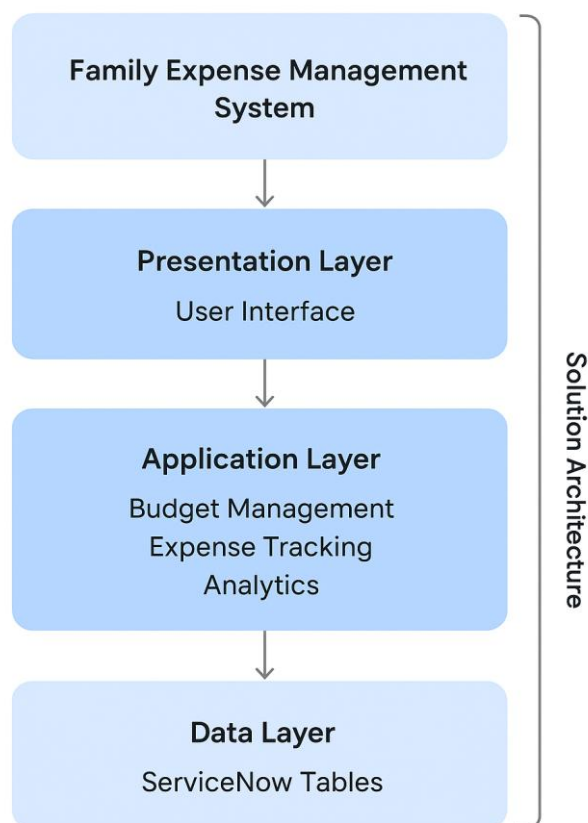 Family Expense Management
System
Presentation Layer
User Interface
Application Layer
Budget Management
Expense Tracking
Analytics
Data Layer
ServiceNow Tables
Solution Architecture